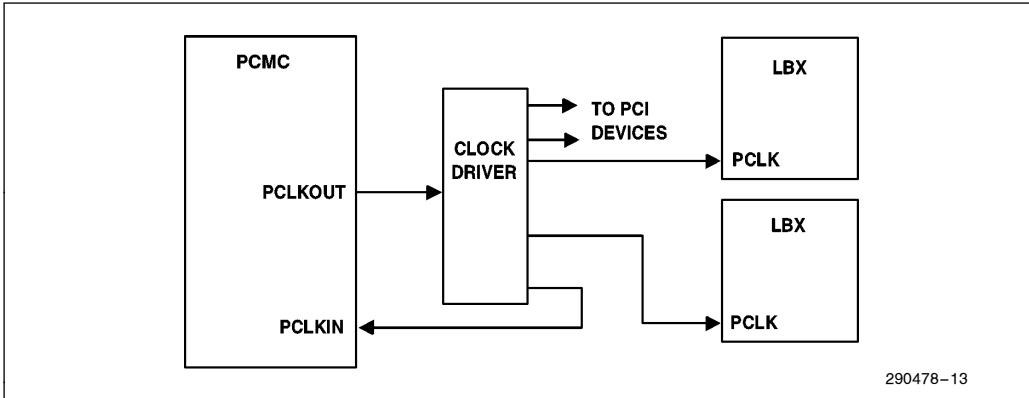 PCMC
PCLKOUT
PCLKIN
CLOCK
DRIVER
TO PCI
DEVICES
LBX
PCLK
LBX
PCLK
290478–13